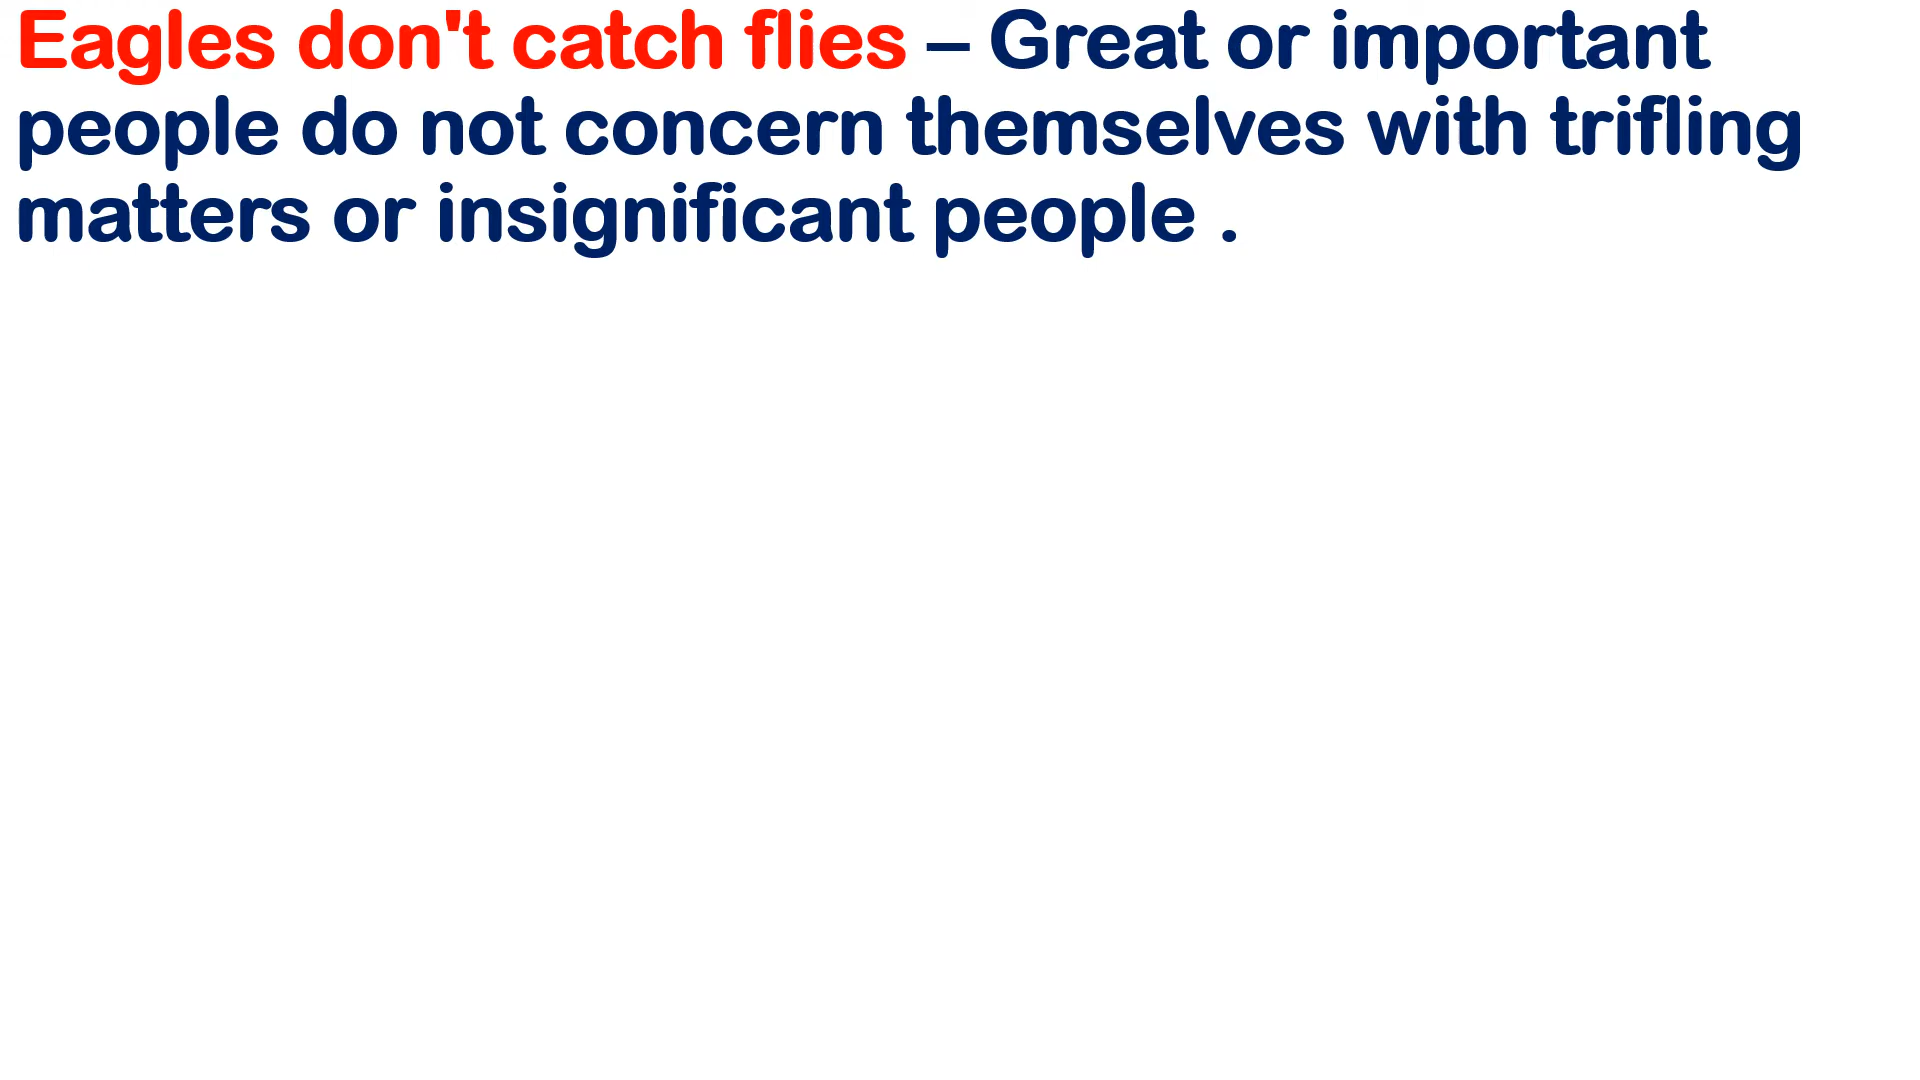 Eagles don't catch flies – Great or important
people do not concern themselves with trifling
matters or insignificant people .